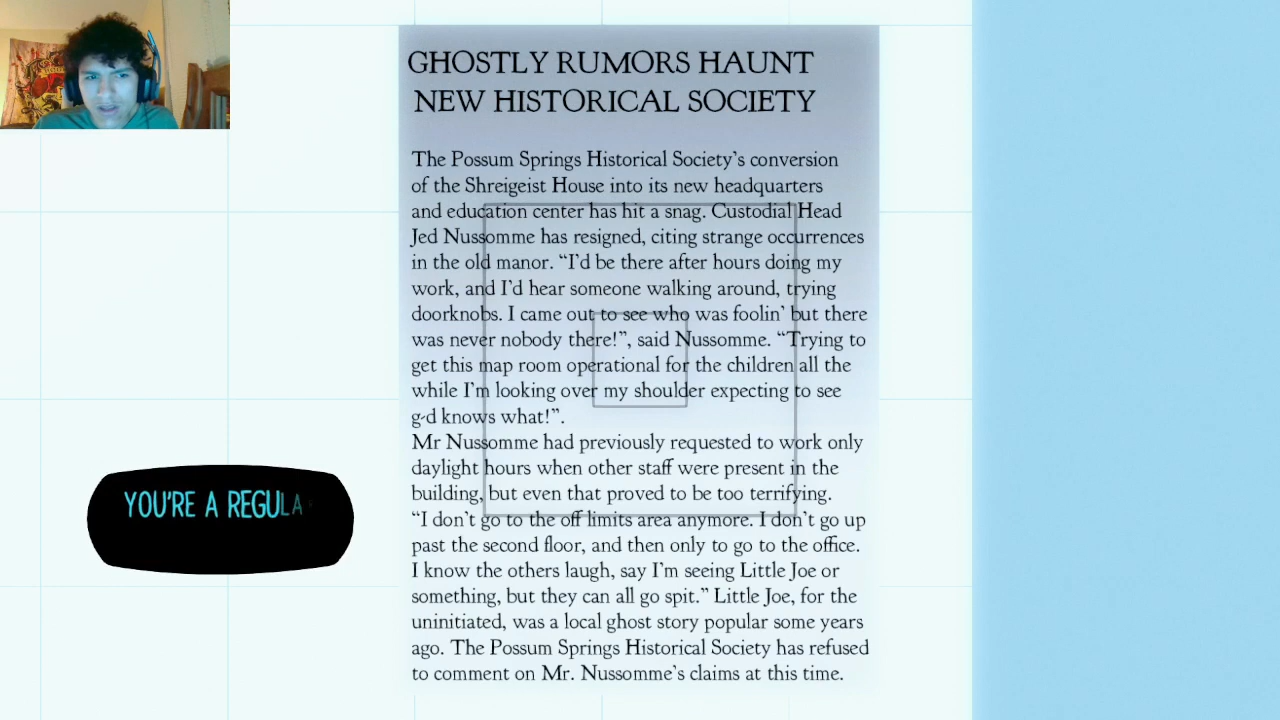 GHOSTLY RUMORS HAUNT
NEW HISTORICAL SOCIETY
The Possum Springs Historical Society's conversion
of the Shreigeist House into its new headquarters
and education center has hit a snag. Custodial Head
Jed Nussomme has resigned, citing strange occurrences
in the old manor. “I'd be there after hours doing my
work, and I'd hear someone walking around, trying
doorknobs. I came out to see who was foolin' but there
was never nobody there!”, said Nussomme. “Trying to
get this map room operational for the children all the
while I'm looking over my shoulder expecting to see
g-d knows what!”.
Mr Nussomme had previously requested to work only
daylight hours when other staff were present in the
building, but even that proved to be too terrifying.
“I don't go to the off limits area anymore. I don't go up
past the second floor, and then only to go to the office.
I know the others laugh, say I'm seeing Little Joe or
something, but they can all go spit.” Little Joe, for the
uninitiated, was a local ghost story popular some years
ago. The Possum Springs Historical Society has refused
to comment on Mr. Nussomme's claims at this time.
YOU'RE A REGULA